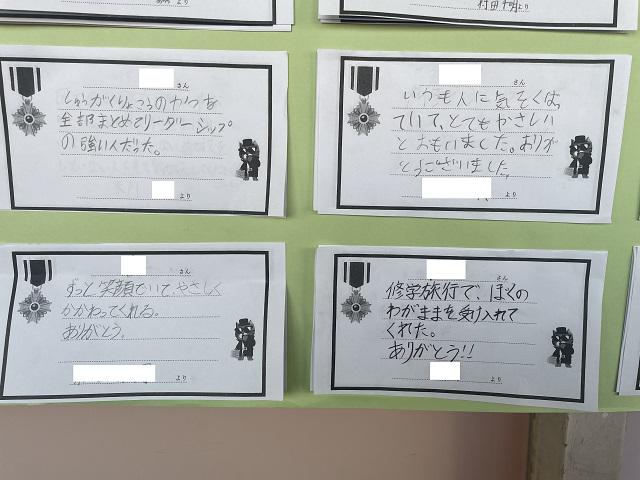 村田
より
さん
しゅうがくりょこうのかつを
全部まとめてリーダーシップ
の強い人だった。
より
さん
いつも人に気をくばっ
ていて、とてもやさしい
とおもいました。ありが
とうございました。
より
さん
ずっと笑顔でいて、やさしく
かかわってくれる。
ありがとう。
より
さん
修学旅行で、ぼくの
わがままを受け入れて
くれた。
ありがとう!!
より